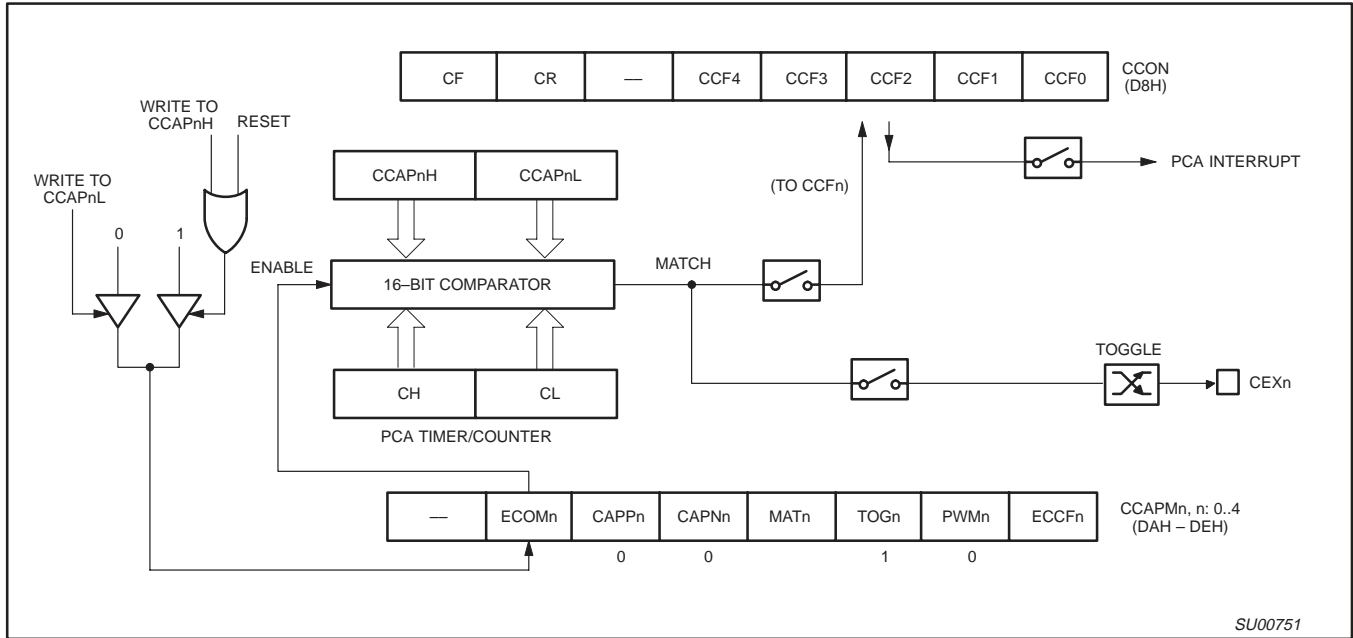 CF CR — CCF4 CCF3 CCF2 CCF1 CCF0
CCON
(D8H)
WRITE TO
CCAPnH
RESET
WRITE TO
CCAPnL
0 1
CCAPnH CCAPnL
(TO CCFn)
PCA INTERRUPT
ENABLE
16–BIT COMPARATOR
MATCH
CH CL
PCA TIMER/COUNTER
TOGGLE
CEXn
— ECOMn CAPPn CAPNn MATn TOGn PWMn ECCFn
CCAPMn, n: 0..4
(DAH – DEH)
0 0 1 0
SU00751